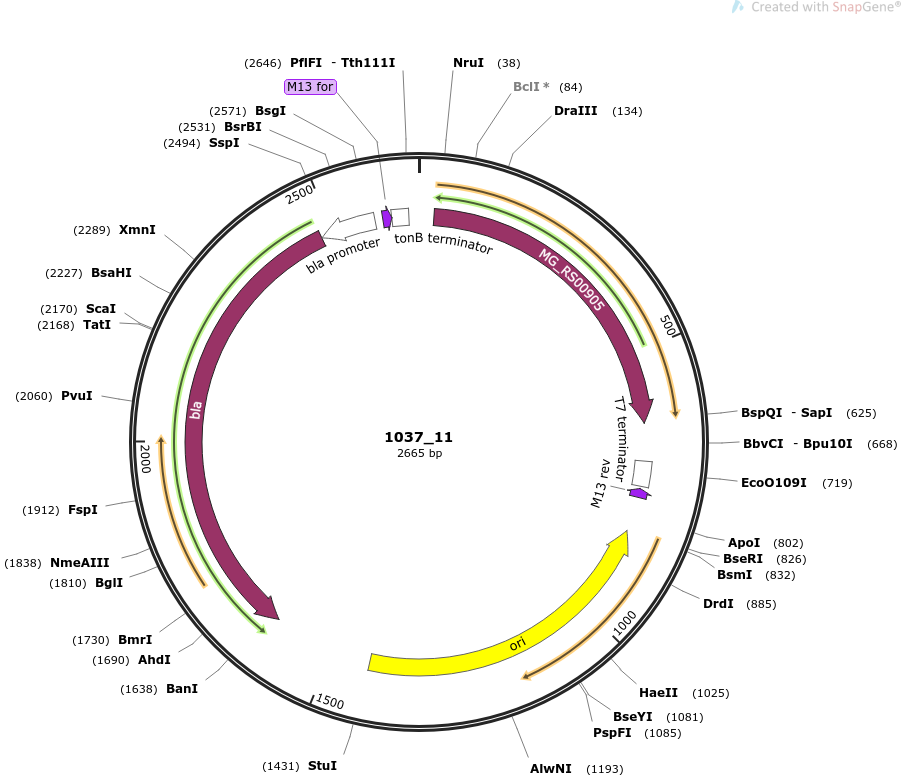 Created with SnapGene®
(2646) PflFI - Tth111I
NruI (38)
M13 for
BclI * (84)
(2571) BsgI
DraIII (134)
(2531) BsrBI
(2494) SspI
2500
bla promoter
tonB terminator
MG_RS00905
(2289) XmnI
(2227) BsaHI
(2170) ScaI
(2168) TatI
500
(2060) PvuI
bla
T7 terminator
BspQI - SapI (625)
1037_11
2665 bp
BbvCI - Bpu10I (668)
2000
M13 rev
EcoO109I (719)
(1912) FspI
ApoI (802)
(1838) NmeAIII
BseRI (826)
BsmI (832)
(1810) BglI
DrdI (885)
(1730) BmrI
1000
ori
(1690) AhdI
(1638) BanI
HaeII (1025)
1500
BseYI (1081)
PspFI (1085)
(1431) StuI
AlwNI (1193)